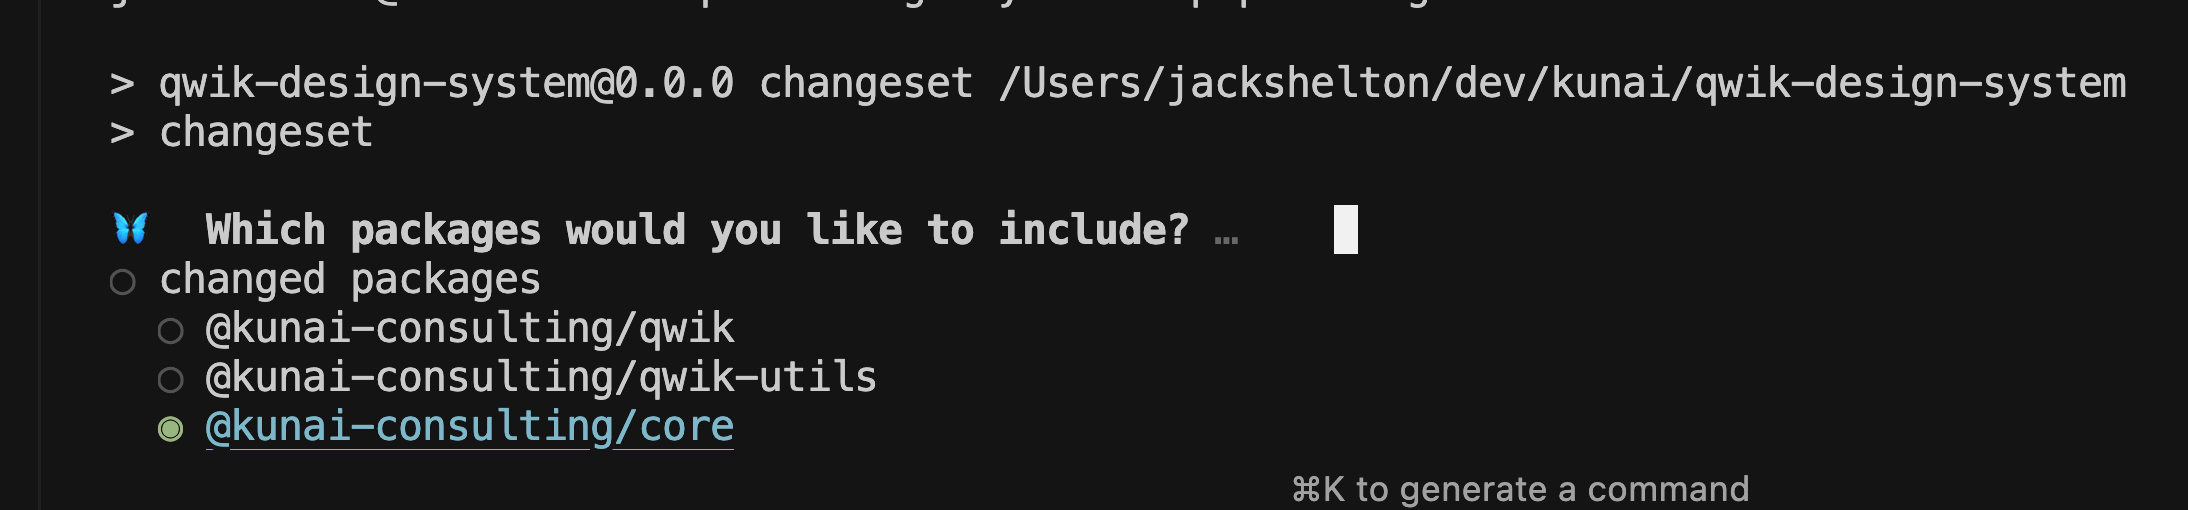 > qwik-design-system@0.0.0 changeset /Users/jackshelton/dev/kunai/qwik-design-system
> changeset
🦋 Which packages would you like to include? …
○ changed packages
○ @kunai-consulting/qwik
○ @kunai-consulting/qwik-utils
◉ @kunai-consulting/core
⌘K to generate a command